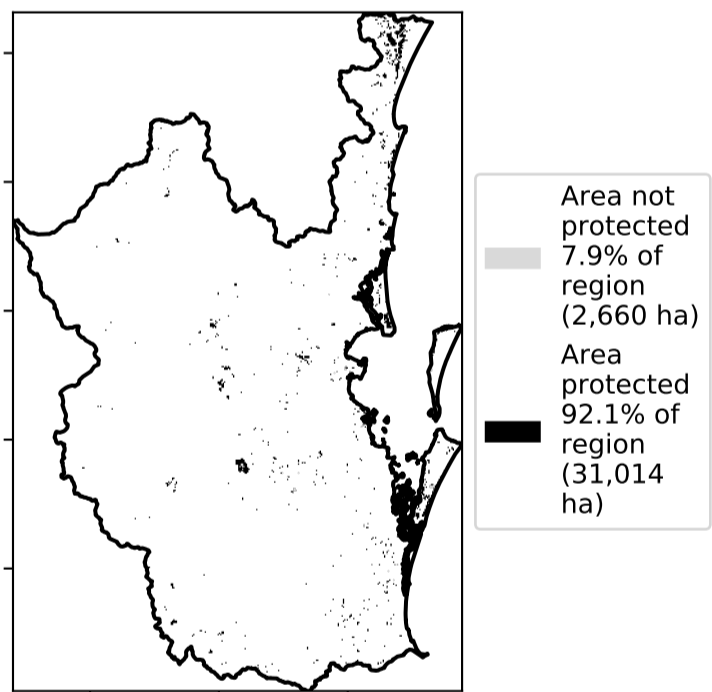 Area not
protected
7.9% of
region
(2,660 ha)
Area
protected
92.1% of
region
(31,014
ha)